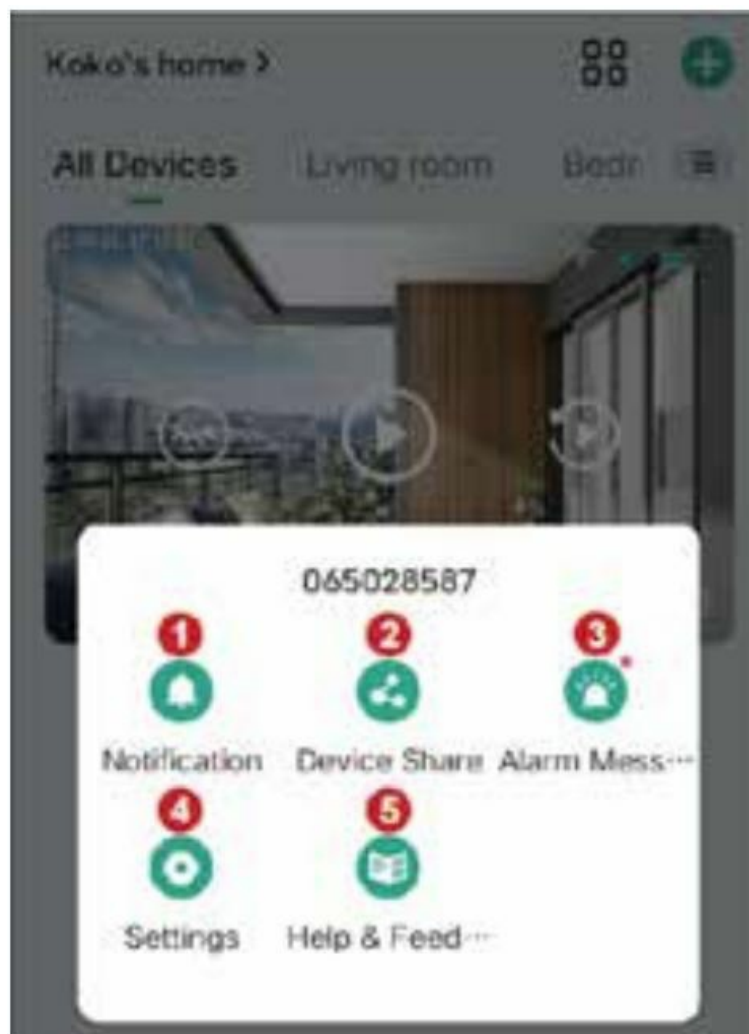 Koko's home >
All Devices Living room Bedr
065028587
1 2 3
Notification Device Share Alarm Mess···
4 5
Settings Help & Feed···